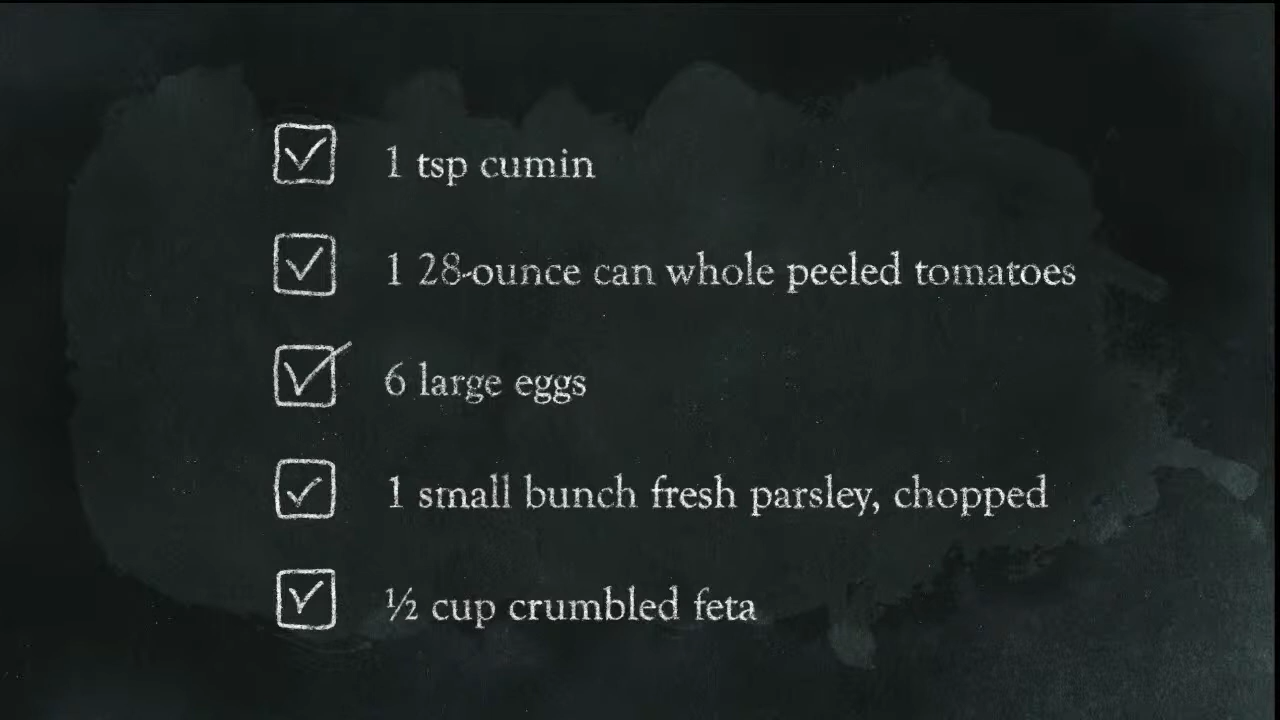 1 tsp cumin
1 28-ounce can whole peeled tomatoes
6 large eggs
1 small bunch fresh parsley, chopped
½ cup crumbled feta